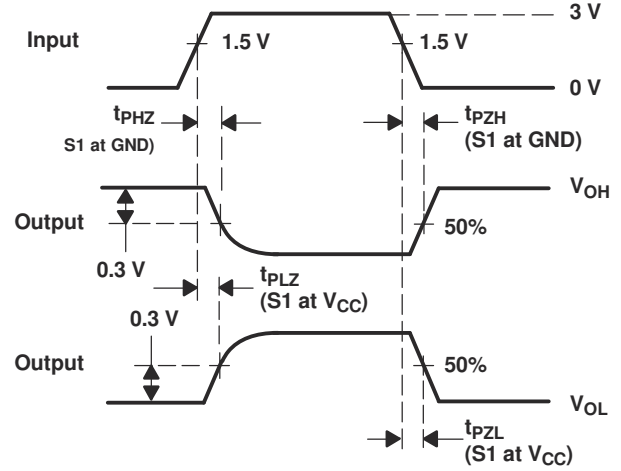 3 V
Input
1.5 V
1.5 V
0 V
tPHZ
S1 at GND)
tPZH
(S1 at GND)
VOH
Output
50%
0.3 V
tPLZ
(S1 at VCC)
0.3 V
Output
50%
VOL
tPZL
(S1 at VCC)